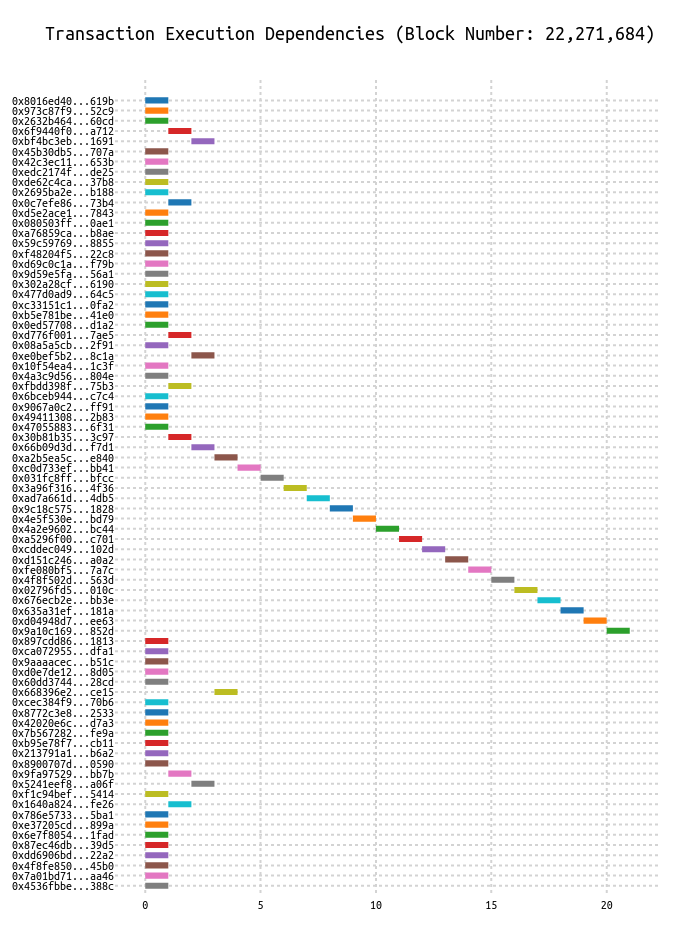 Transaction Execution Dependencies (Block Number: 22,271,684)
0x8016ed40...619b
0x973c87f9...52c9
0x2632b464...60cd
0x6f9440f0...a712
0xbf4bc3eb...1691
0x45b30db5...707a
0x42c3ec11...653b
0xedc2174f...de25
0xde62c4ca...37b8
0x2695ba2e...b188
0x0c7efe86...73b4
0xd5e2ace1...7843
0x080503ff...0ae1
0xa76859ca...b8ae
0x59c59769...8855
0xf48204f5...22c8
0xd69c0c1a...f79b
0x9d59e5fa...56a1
0x302a28cf...6190
0x477d0ad9...64c5
0xc33151c1...0fa2
0xb5e781be...41e0
0x0ed57708...d1a2
0xd776f001...7ae5
0x08a5a5cb...2f91
0xe0bef5b2...8c1a
0x10f54ea4...1c3f
0x4a3c9d56...804e
0xfbdd398f...75b3
0x6bceb944...c7c4
0x9067a0c2...ff91
0x49411308...2b83
0x47055883...6f31
0x30b81b35...3c97
0x66b09d3d...f7d1
0xa2b5ea5c...e840
0xc0d733ef...bb41
0x031fc8ff...bfcc
0x3a96f316...4f36
0xad7a661d...4db5
0x9c18c575...1828
0x4e5f530e...bd79
0x4a2e9602...bc44
0xa5296f00...c701
0xcddec049...102d
0xd151c246...a0a2
0xfe080bf5...7a7c
0x4f8f502d...563d
0x02796fd5...010c
0x676ecb2e...bb3e
0x635a31ef...181a
0xd04948d7...ee63
0x9a10c169...852d
0x897cdd86...1813
0xca072955...dfa1
0x9aaaacec...b51c
0xd0e7de12...8d05
0x60dd3744...28cd
0x668396e2...ce15
0xcec384f9...70b6
0x8772c3e8...2533
0x42020e6c...d7a3
0x7b567282...fe9a
0xb95e78f7...cb11
0x213791a1...b6a2
0x8900707d...0590
0x9fa97529...bb7b
0x5241eef8...a06f
0xf1c94bef...5414
0x1640a824...fe26
0x786e5733...5ba1
0xe37205cd...899a
0x6e7f8054...1fad
0x87ec46db...39d5
0xdd6906bd...22a2
0x4f8fe850...45b0
0x7a01bd71...aa46
0x4536fbbe...388c
0 5 10 15 20